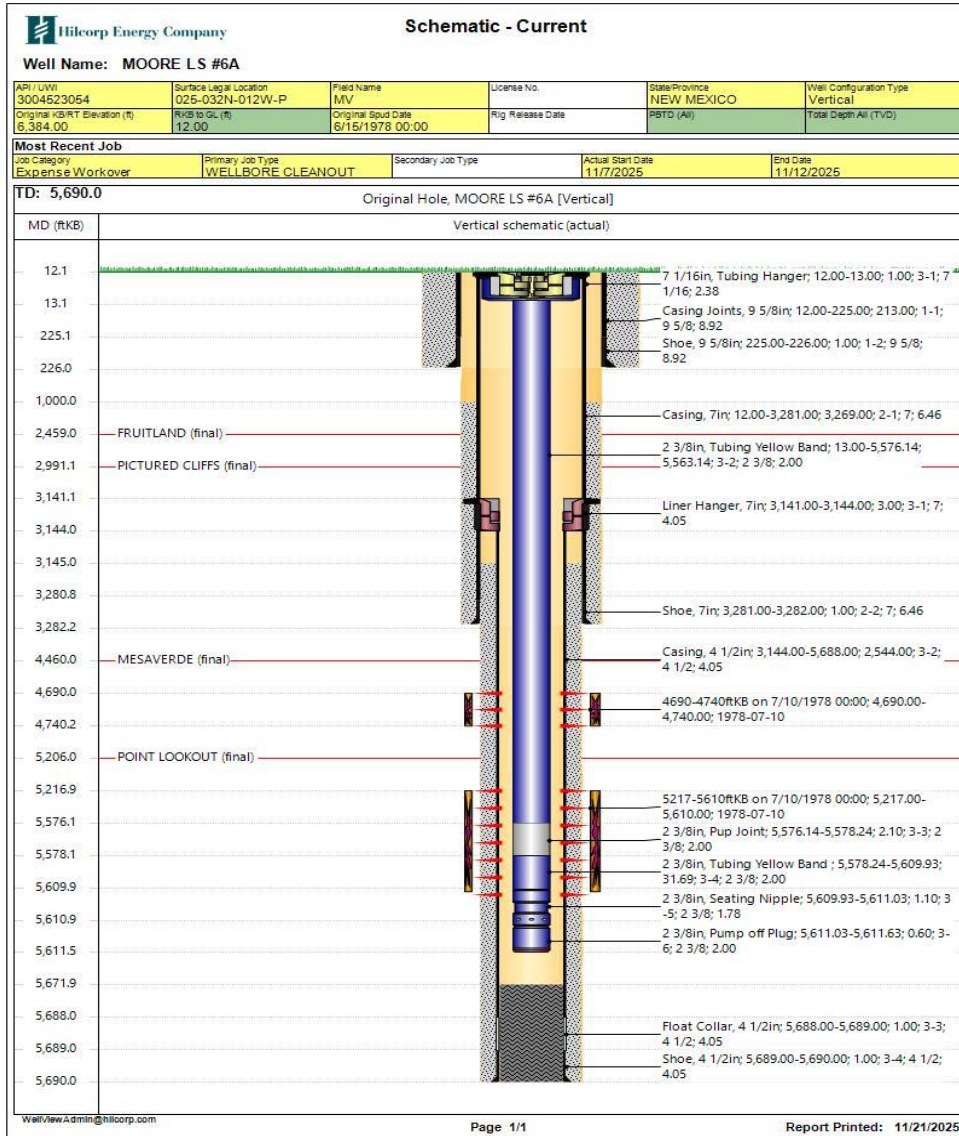 Hilcorp Energy Company
Schematic - Current
Well Name: MOORE LS #6A
API / UWI
3004523054
Surface Legal Location
025-032N-012W-P
Field Name
MV
License No.
State/Province
NEW MEXICO
Well Configuration Type
Vertical
Original KB/RT Elevation (ft)
6,384.00
RKB to GL (ft)
12.00
Original Spud Date
6/15/1978 00:00
Rig Release Date
PBTD (All)
Total Depth All (TVD)
Most Recent Job
Job Category
Expense Workover
Primary Job Type
WELLBORE CLEANOUT
Secondary Job Type
Actual Start Date
11/7/2025
End Date
11/12/2025
TD: 5,690.0
Original Hole, MOORE LS #6A [Vertical]
MD (ftKB)
Vertical schematic (actual)
12.1
7 1/16in, Tubing Hanger; 12.00-13.00; 1.00; 3-1; 7
1/16; 2.38
13.1
Casing Joints, 9 5/8in; 12.00-225.00; 213.00; 1-1;
9 5/8; 8.92
225.1
Shoe, 9 5/8in; 225.00-226.00; 1.00; 1-2; 9 5/8;
8.92
226.0
1,000.0
Casing, 7in; 12.00-3,281.00; 3,269.00; 2-1; 7; 6.46
2,459.0
FRUITLAND (final)
2 3/8in, Tubing Yellow Band; 13.00-5,576.14;
5,563.14; 3-2; 2 3/8; 2.00
2,991.1
PICTURED CLIFFS (final)
3,141.1
Liner Hanger, 7in; 3,141.00-3,144.00; 3.00; 3-1; 7;
4.05
3,144.0
3,145.0
3,280.8
Shoe, 7in; 3,281.00-3,282.00; 1.00; 2-2; 7; 6.46
3,282.2
Casing, 4 1/2in; 3,144.00-5,688.00; 2,544.00; 3-2;
4 1/2; 4.05
4,460.0
MESAVERDE (final)
4,690.0
4690-4740ftKB on 7/10/1978 00:00; 4,690.00-
4,740.00; 1978-07-10
4,740.2
5,206.0
POINT LOOKOUT (final)
5,216.9
5217-5610ftKB on 7/10/1978 00:00; 5,217.00-
5,610.00; 1978-07-10
5,576.1
2 3/8in, Pup Joint; 5,576.14-5,578.24; 2.10; 3-3; 2
3/8; 2.00
5,578.1
2 3/8in, Tubing Yellow Band ; 5,578.24-5,609.93;
31.69; 3-4; 2 3/8; 2.00
5,609.9
2 3/8in, Seating Nipple; 5,609.93-5,611.03; 1.10; 3
-5; 2 3/8; 1.78
5,610.9
2 3/8in, Pump off Plug; 5,611.03-5,611.63; 0.60; 3-
6; 2 3/8; 2.00
5,611.5
5,671.9
5,688.0
Float Collar, 4 1/2in; 5,688.00-5,689.00; 1.00; 3-3;
4 1/2; 4.05
5,689.0
Shoe, 4 1/2in; 5,689.00-5,690.00; 1.00; 3-4; 4 1/2;
4.05
5,690.0
WellViewAdmin@hilcorp.com
Page 1/1
Report Printed: 11/21/2025